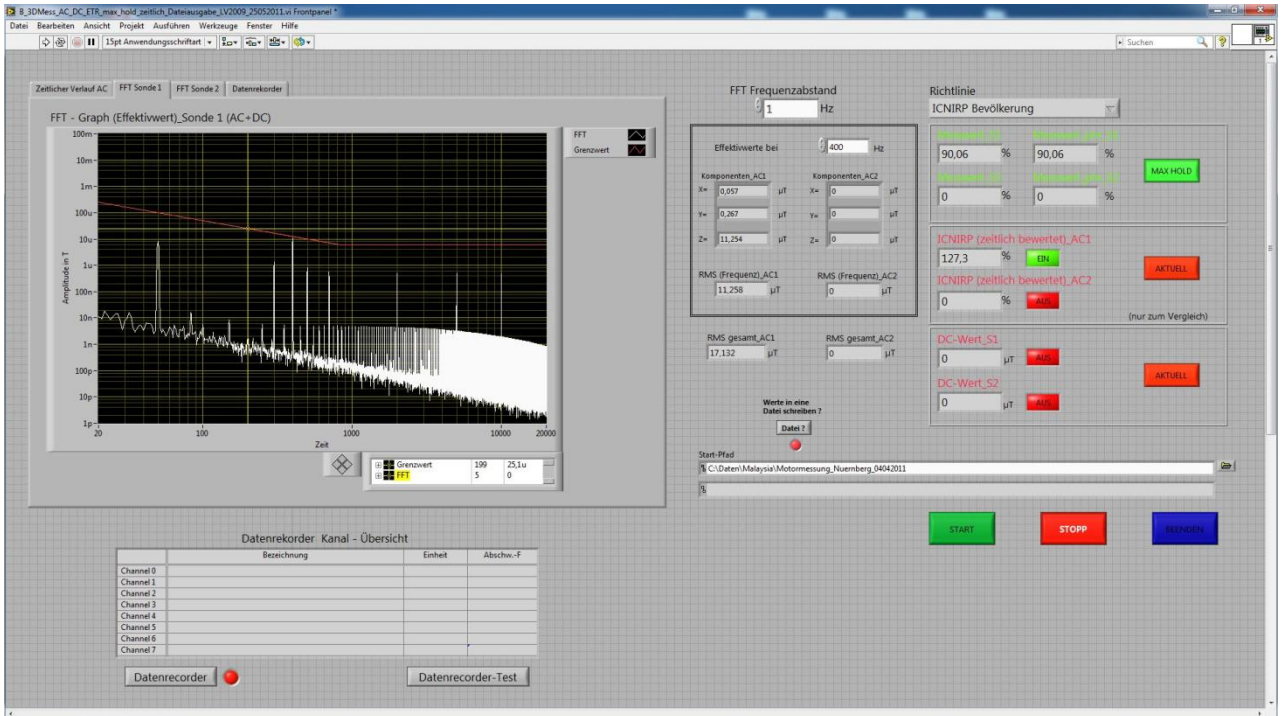 8_3DMess_AC_DC_ETR_max_hold_zeitlich_Dateiausgabe_LV2009_25052011.vi Frontpanel *
Datei Bearbeiten Ansicht Projekt Ausführen Werkzeuge Fenster Hilfe
15pt Anwendungsschriftart
Suchen
Zeitlicher Verlauf AC FFT Sonde 1 FFT Sonde 2 Datenrekorder
FFT - Graph (Effektivwert)_Sonde 1 (AC+DC)
FFT
Grenzwert
Amplitude in T
100m
10m
1m
100u
10u
1u
100n
10n
1n
100p
10p
1p
20 100 1000 10000 20000
Zeit
Grenzwert 199 25,1u
FFT 5 0
FFT Frequenzabstand
1 Hz
Effektivwerte bei 400 Hz
Komponenten_AC1 Komponenten_AC2
X= 0,057 µT X= 0 µT
Y= 0,267 µT Y= 0 µT
Z= 11,254 µT Z= 0 µT
RMS (Frequenz)_AC1 RMS (Frequenz)_AC2
11,258 µT 0 µT
RMS gesamt_AC1 RMS gesamt_AC2
17,132 µT 0 µT
Werte in eine
Datei schreiben ?
Datei ?
Richtlinie
ICNIRP Bevölkerung
90,06 % 90,06 %
MAX HOLD
0 % 0 %
ICNIRP (zeitlich bewertet)_AC1
127,3 % EIN
AKTUELL
ICNIRP (zeitlich bewertet)_AC2
0 % AUS
(nur zum Vergleich)
DC-Wert_S1
0 µT AUS
AKTUELL
DC-Wert_S2
0 µT AUS
Start-Pfad
C:\Daten\Malaysia\Motormessung_Nuernberg_04042011
START STOPP BEENDEN
Datenrekorder Kanal - Übersicht
Bezeichnung Einheit Abschw.-F
Channel 0
Channel 1
Channel 2
Channel 3
Channel 4
Channel 5
Channel 6
Channel 7
Datenrecorder Datenrecorder-Test